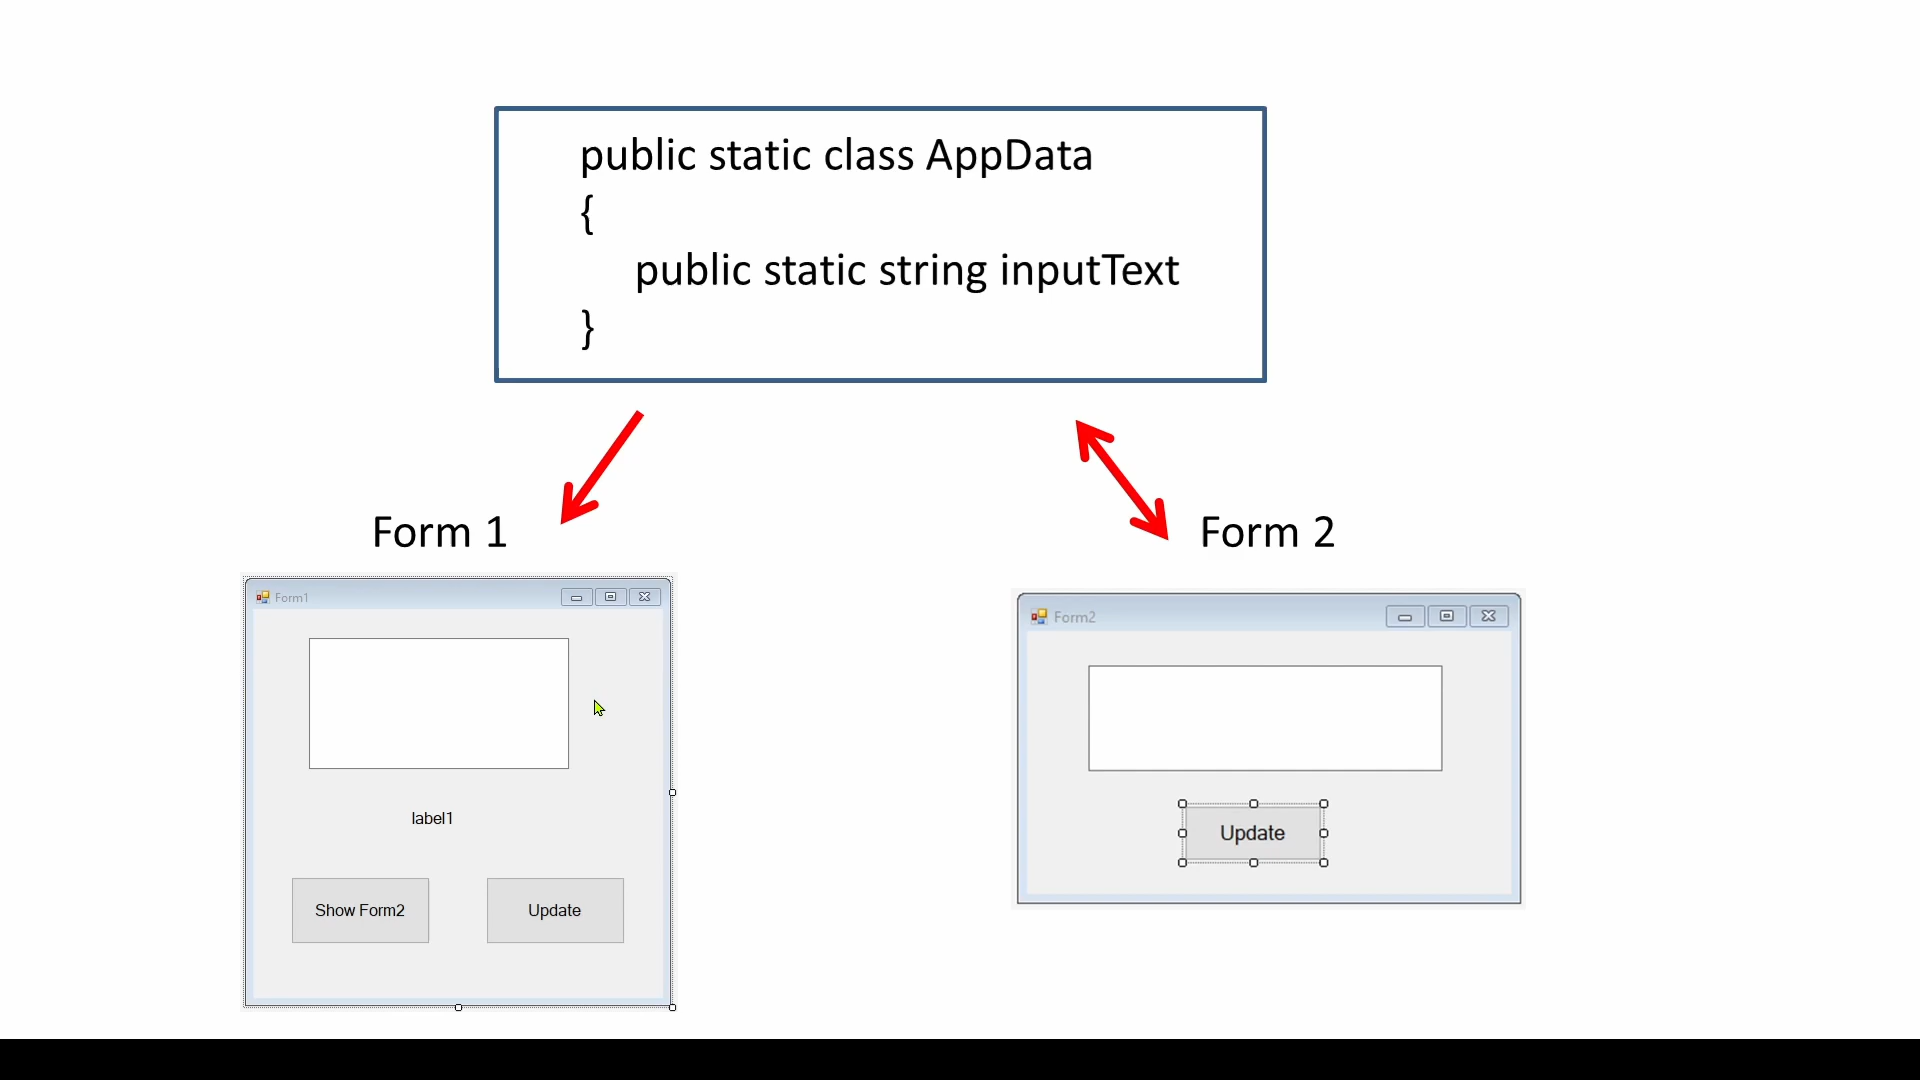 public static class AppData
{
public static string inputText
}
Form 1
Form 2
Form1
label1
Show Form2
Update
Form2
Update